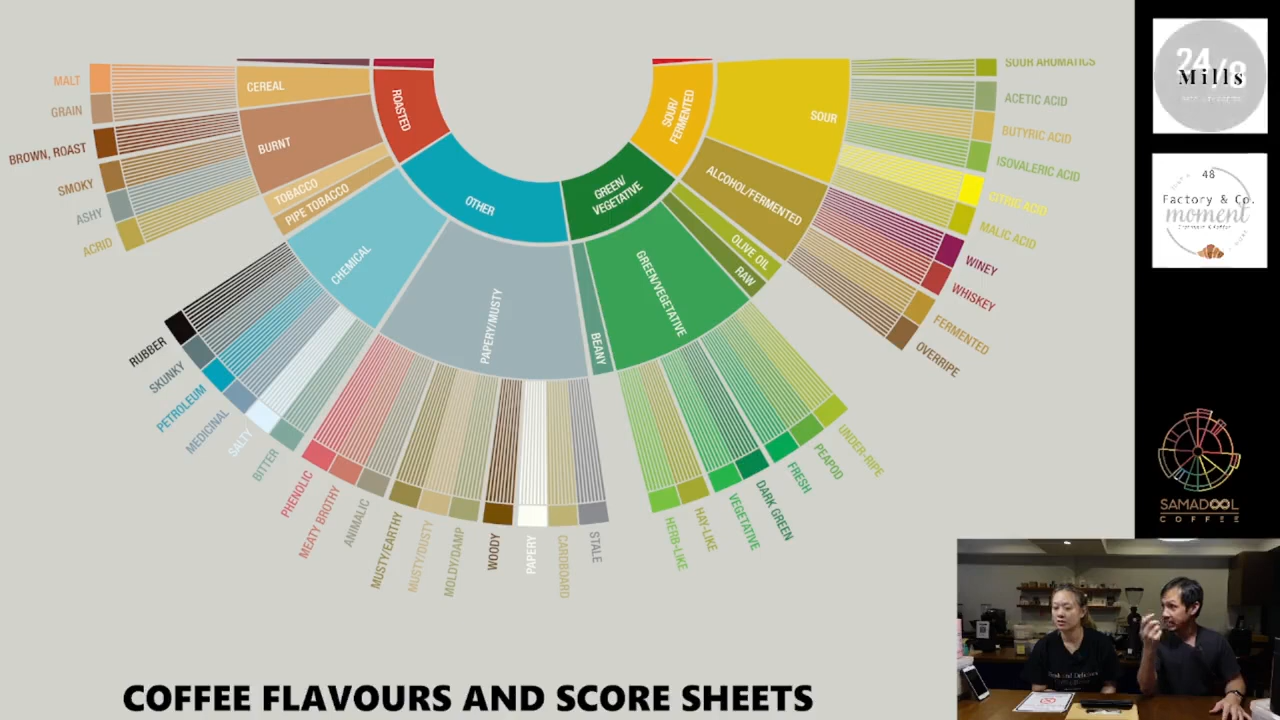 SOUR AROMATICS
MALT
CEREAL
ROASTED
SOUR/
FERMENTED
SOUR
ACETIC ACID
GRAIN
BUTYRIC ACID
BROWN, ROAST
BURNT
ISOVALERIC ACID
SMOKY
TOBACCO
PIPE TOBACCO
OTHER
GREEN/
VEGETATIVE
ALCOHOL/FERMENTED
CITRIC ACID
ASHY
MALIC ACID
ACRID
CHEMICAL
OLIVE OIL
RAW
WINEY
WHISKEY
PAPERY/MUSTY
BEANY
GREEN/VEGETATIVE
FERMENTED
OVERRIPE
RUBBER
SKUNKY
PETROLEUM
MEDICINAL
SALTY
BITTER
PHENOLIC
MEATY BROTHY
ANIMALIC
MUSTY/EARTHY
MUSTY/DUSTY
MOLDY/DAMP
WOODY
PAPERY
CARDBOARD
STALE
HERB-LIKE
HAY-LIKE
VEGETATIVE
DARK GREEN
FRESH
PEAPOD
UNDER-RIPE
COFFEE FLAVOURS AND SCORE SHEETS
24/8
Mills
48
Factory & Co.
moment
SAMADOOL
COFFEE